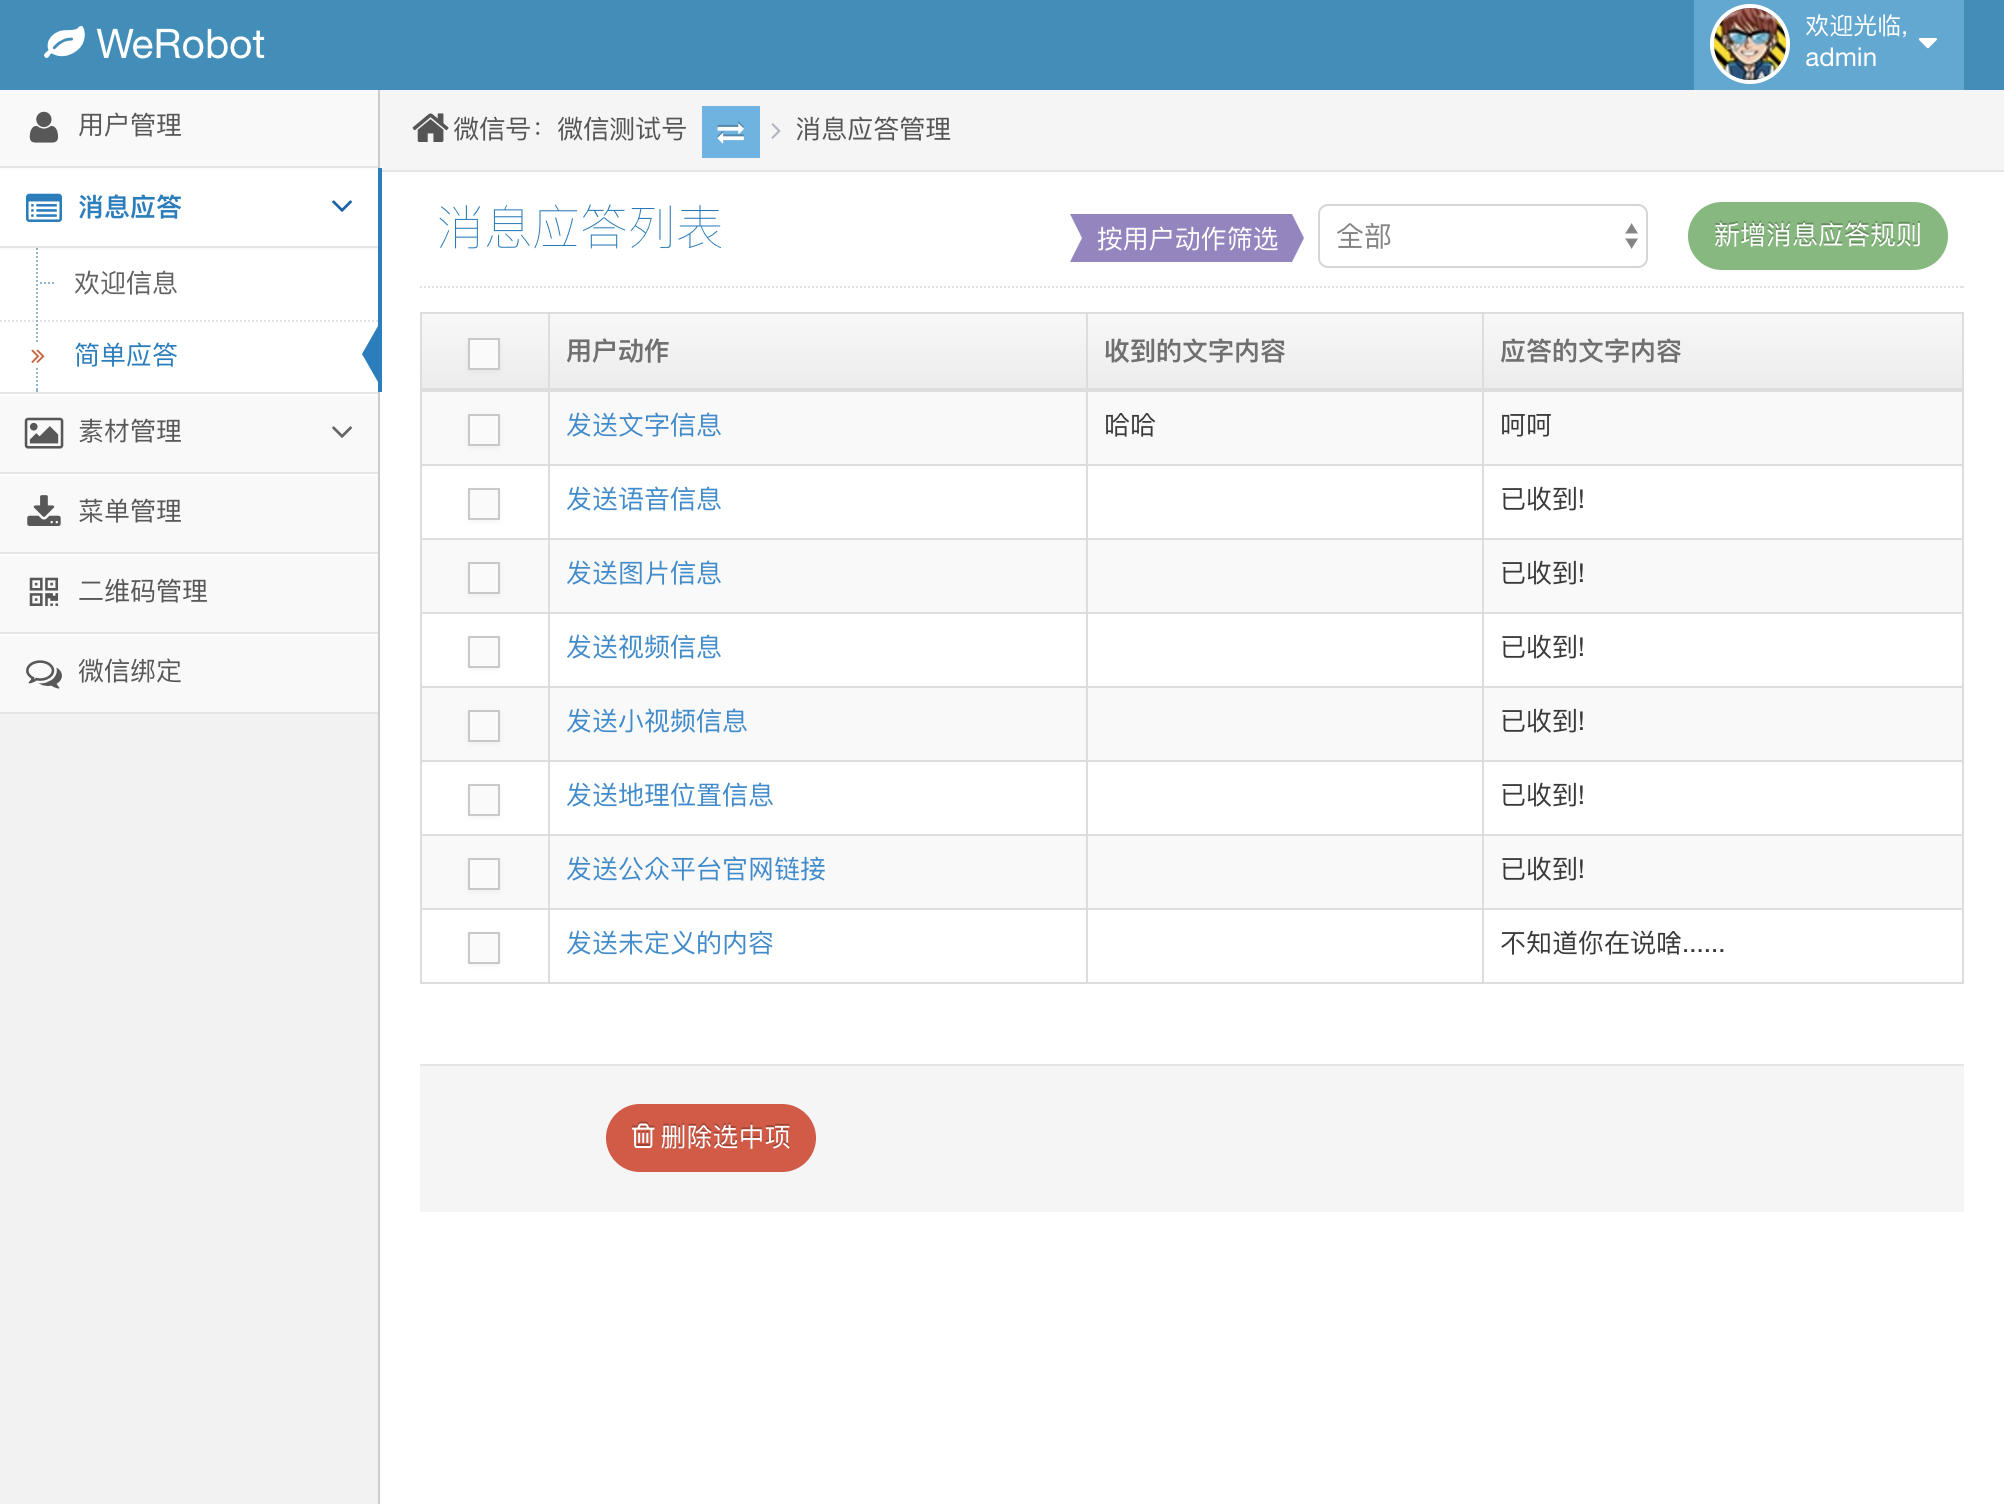 WeRobot
欢迎光临,
admin
用户管理
消息应答
欢迎信息
简单应答
素材管理
菜单管理
二维码管理
微信绑定
微信号：微信测试号 消息应答管理
消息应答列表
按用户动作筛选 全部 新增消息应答规则
用户动作 收到的文字内容 应答的文字内容
发送文字信息 哈哈 呵呵
发送语音信息 已收到!
发送图片信息 已收到!
发送视频信息 已收到!
发送小视频信息 已收到!
发送地理位置信息 已收到!
发送公众平台官网链接 已收到!
发送未定义的内容 不知道你在说啥......
删除选中项